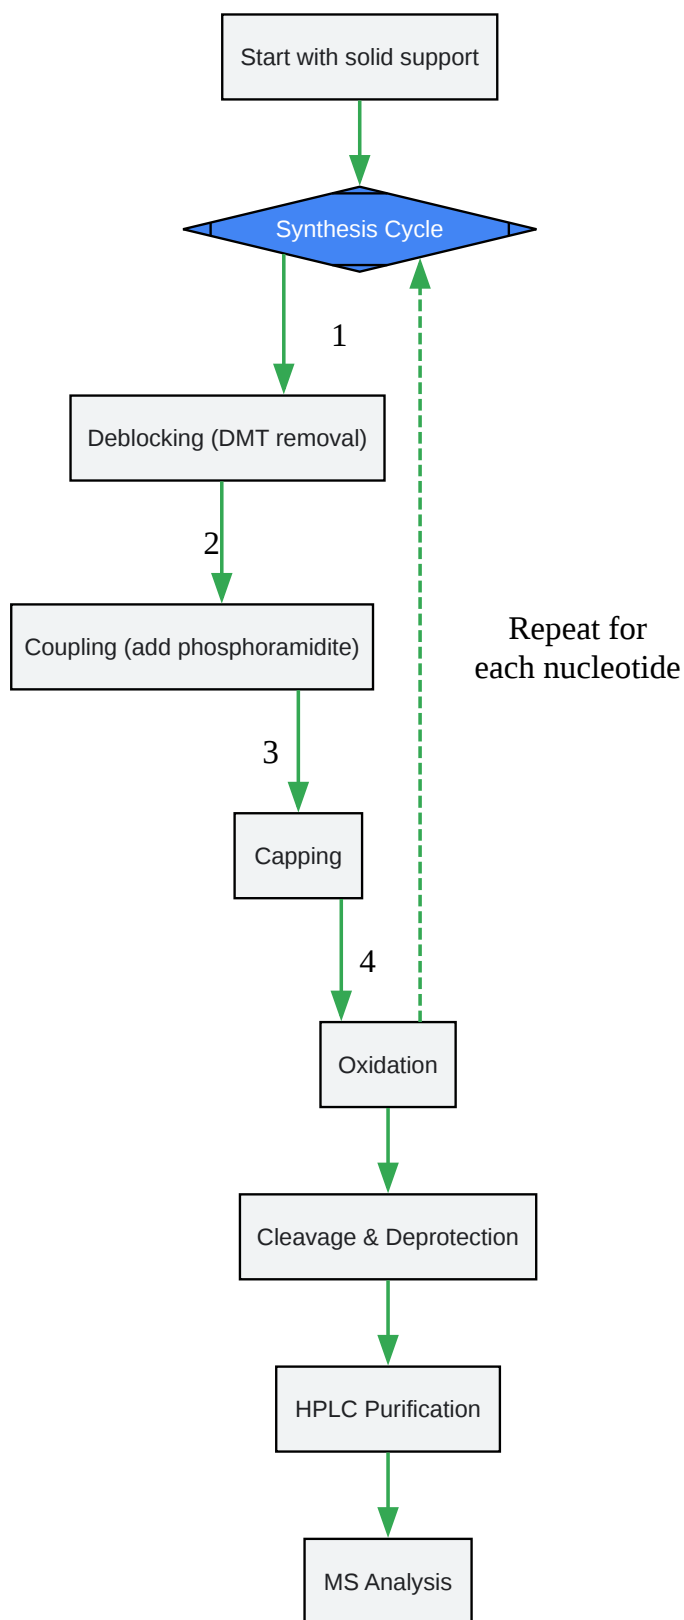 Start with solid support
Synthesis Cycle
1
Deblocking (DMT removal)
2
Coupling (add phosphoramidite)
Repeat for
each nucleotide
3
Capping
4
Oxidation
Cleavage & Deprotection
HPLC Purification
MS Analysis